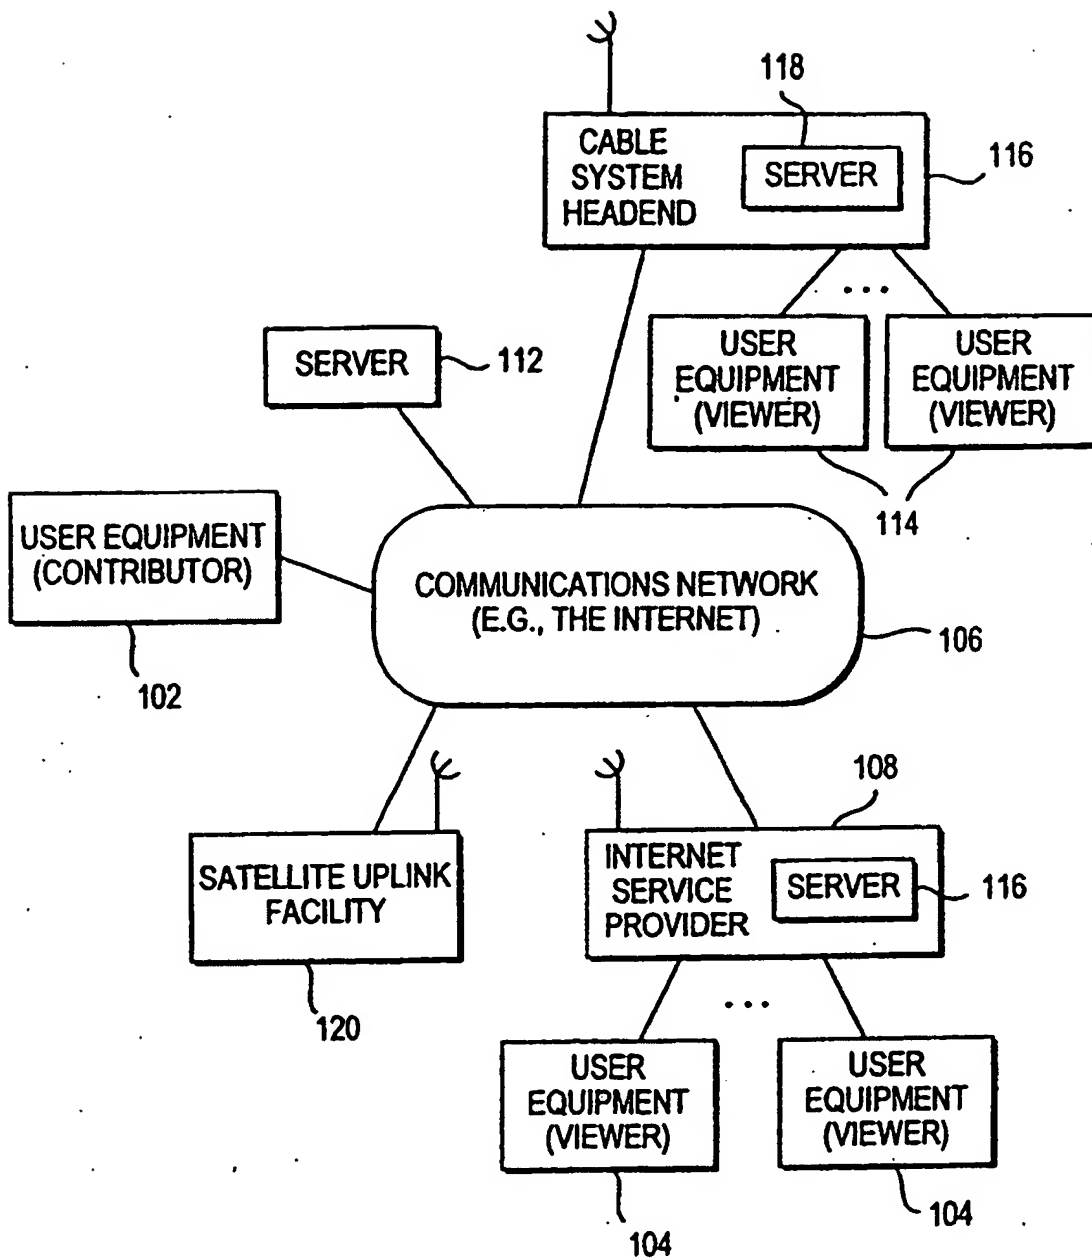 118
CABLE
SYSTEM
HEADEND
SERVER
116
USER
EQUIPMENT
(VIEWER)
USER
EQUIPMENT
(VIEWER)
114
SERVER
112
USER EQUIPMENT
(CONTRIBUTOR)
102
COMMUNICATIONS NETWORK
(E.G., THE INTERNET)
106
SATELLITE UPLINK
FACILITY
120
108
INTERNET
SERVICE
PROVIDER
SERVER
116
USER
EQUIPMENT
(VIEWER)
104
USER
EQUIPMENT
(VIEWER)
104